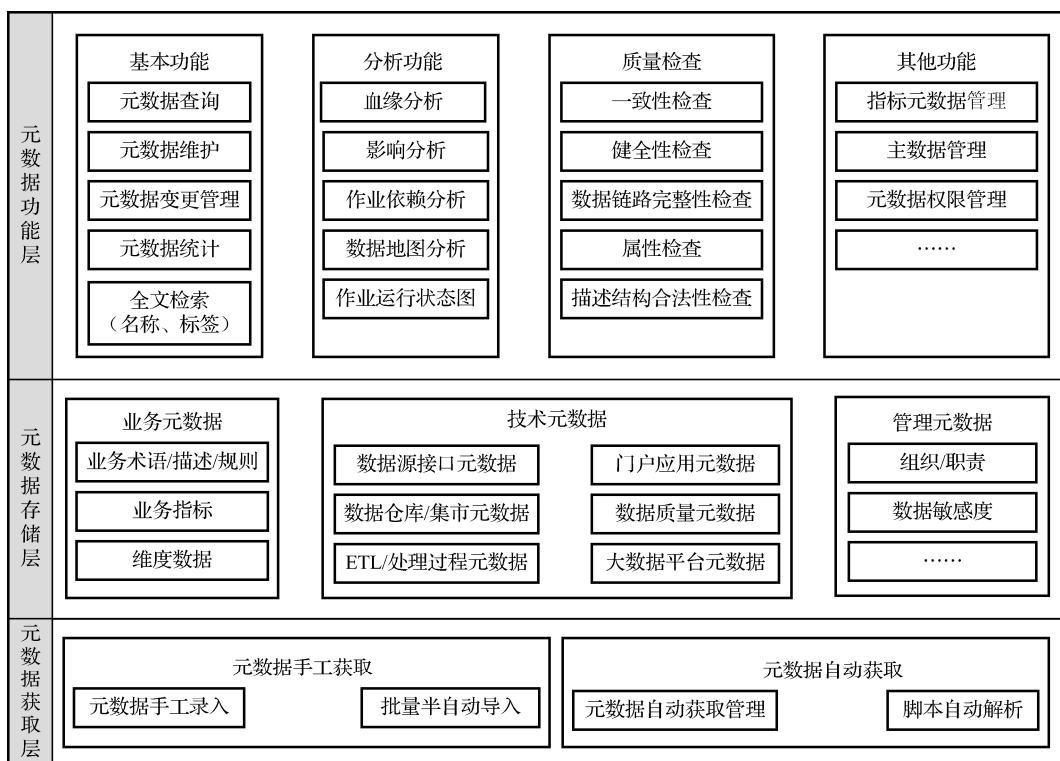 元数据功能层
基本功能
元数据查询
元数据维护
元数据变更管理
元数据统计
全文检索
（名称、标签）
分析功能
血缘分析
影响分析
作业依赖分析
数据地图分析
作业运行状态图
质量检查
一致性检查
健全性检查
数据链路完整性检查
属性检查
描述结构合法性检查
其他功能
指标元数据管理
主数据管理
元数据权限管理
……
元数据存储层
业务元数据
业务术语/描述/规则
业务指标
维度数据
技术元数据
数据源接口元数据
门户应用元数据
数据仓库/集市元数据
数据质量元数据
ETL/处理过程元数据
大数据平台元数据
管理元数据
组织/职责
数据敏感度
……
元数据获取层
元数据手工获取
元数据手工录入
批量半自动导入
元数据自动获取
元数据自动获取管理
脚本自动解析